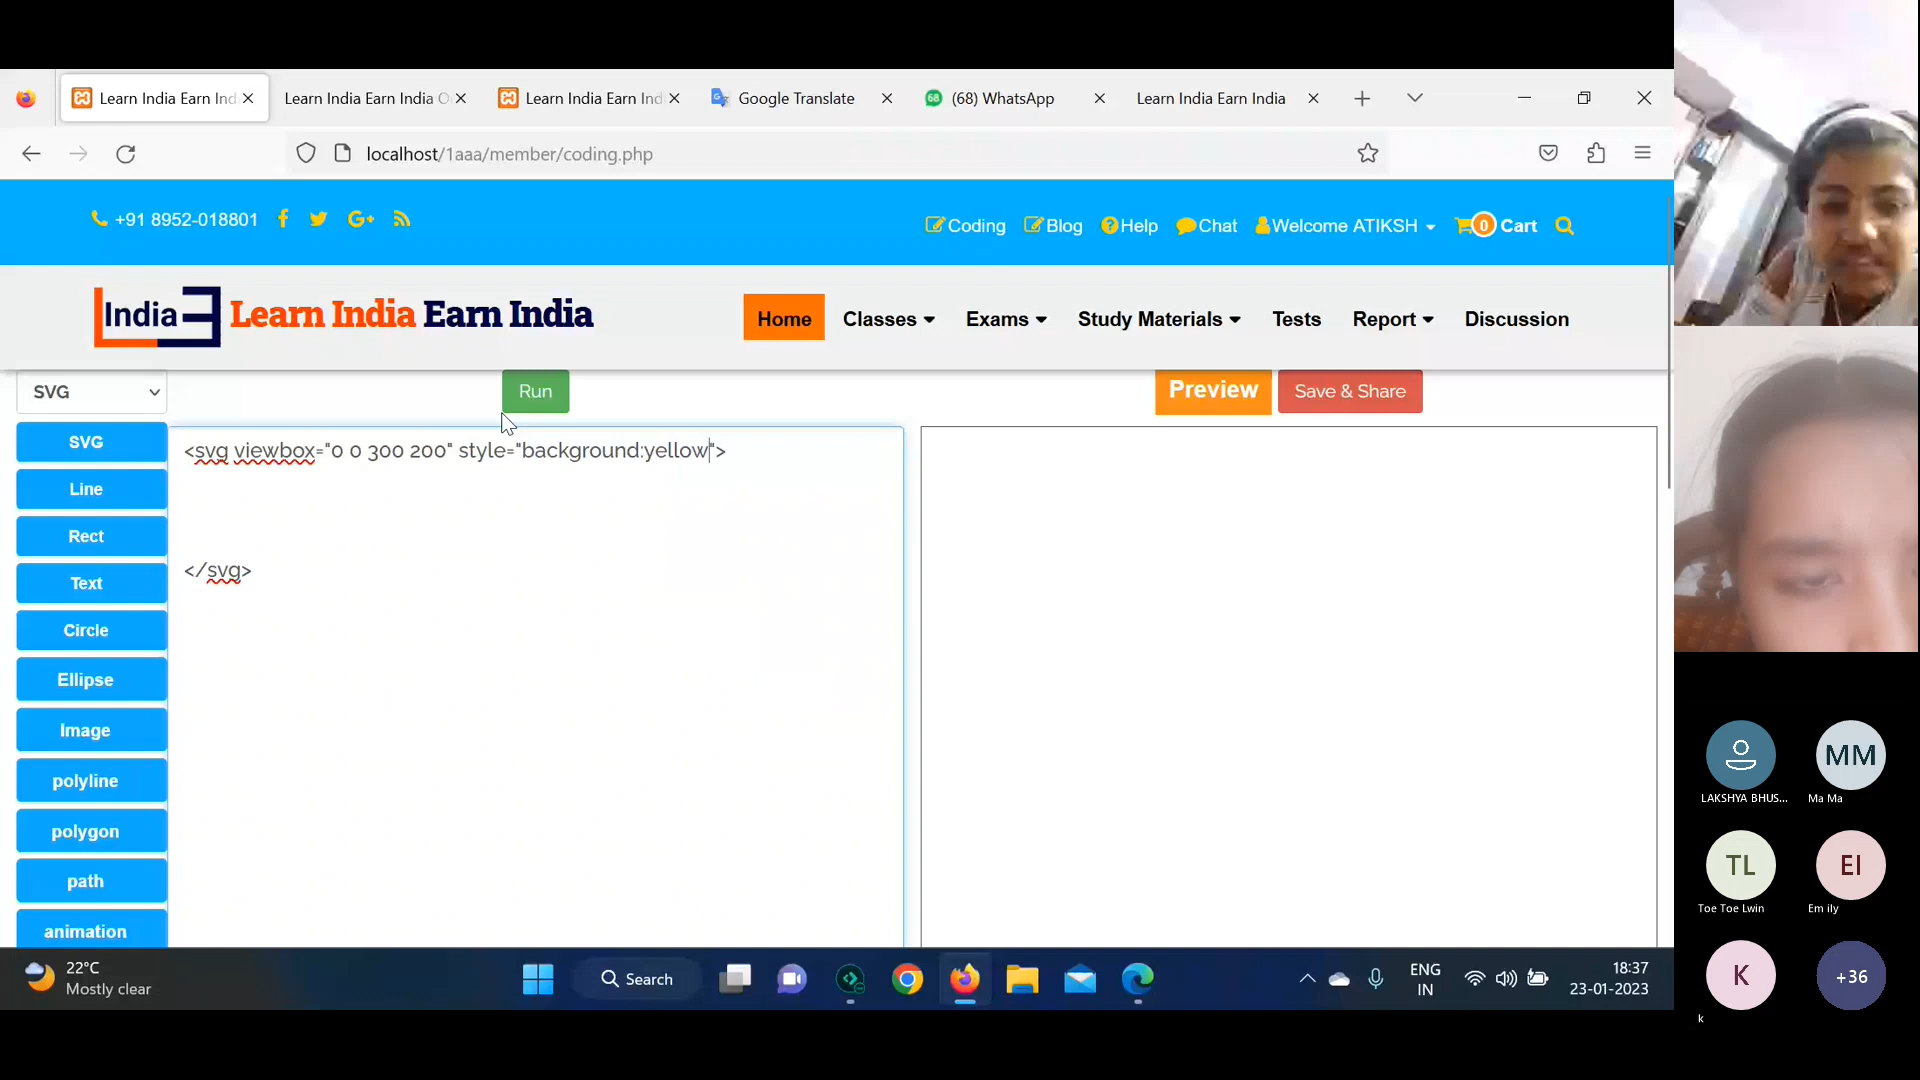 Learn India Earn Ind
Learn India Earn India O
Learn India Earn Ind
Google Translate
(68) WhatsApp
Learn India Earn India
localhost/1aaa/member/coding.php
+91 8952-018801
Coding
Blog
Help
Chat
Welcome ATIKSH
0
Cart
India
Learn India Earn India
Home
Classes
Exams
Study Materials
Tests
Report
Discussion
SVG
Run
Preview
Save & Share
SVG
Line
Rect
Text
Circle
Ellipse
Image
polyline
polygon
path
animation
<svg viewbox="0 0 300 200" style="background:yellow">
</svg>
LAKSHYA BHUS...
MM
Ma Ma
TL
Toe Toe Lwin
EI
Em ily
K
k
+36
22°C
Mostly clear
Search
ENG
IN
18:37
23-01-2023